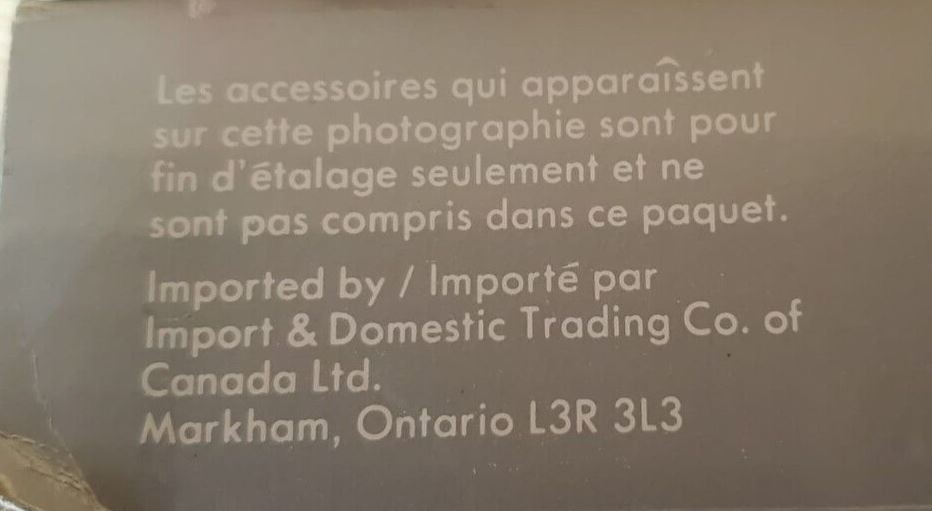 Les accessoires qui apparaîssent
sur cette photographie sont pour
fin d'étalage seulement et ne
sont pas compris dans ce paquet.
Imported by / Importé par
Import & Domestic Trading Co. of
Canada Ltd.
Markham, Ontario L3R 3L3